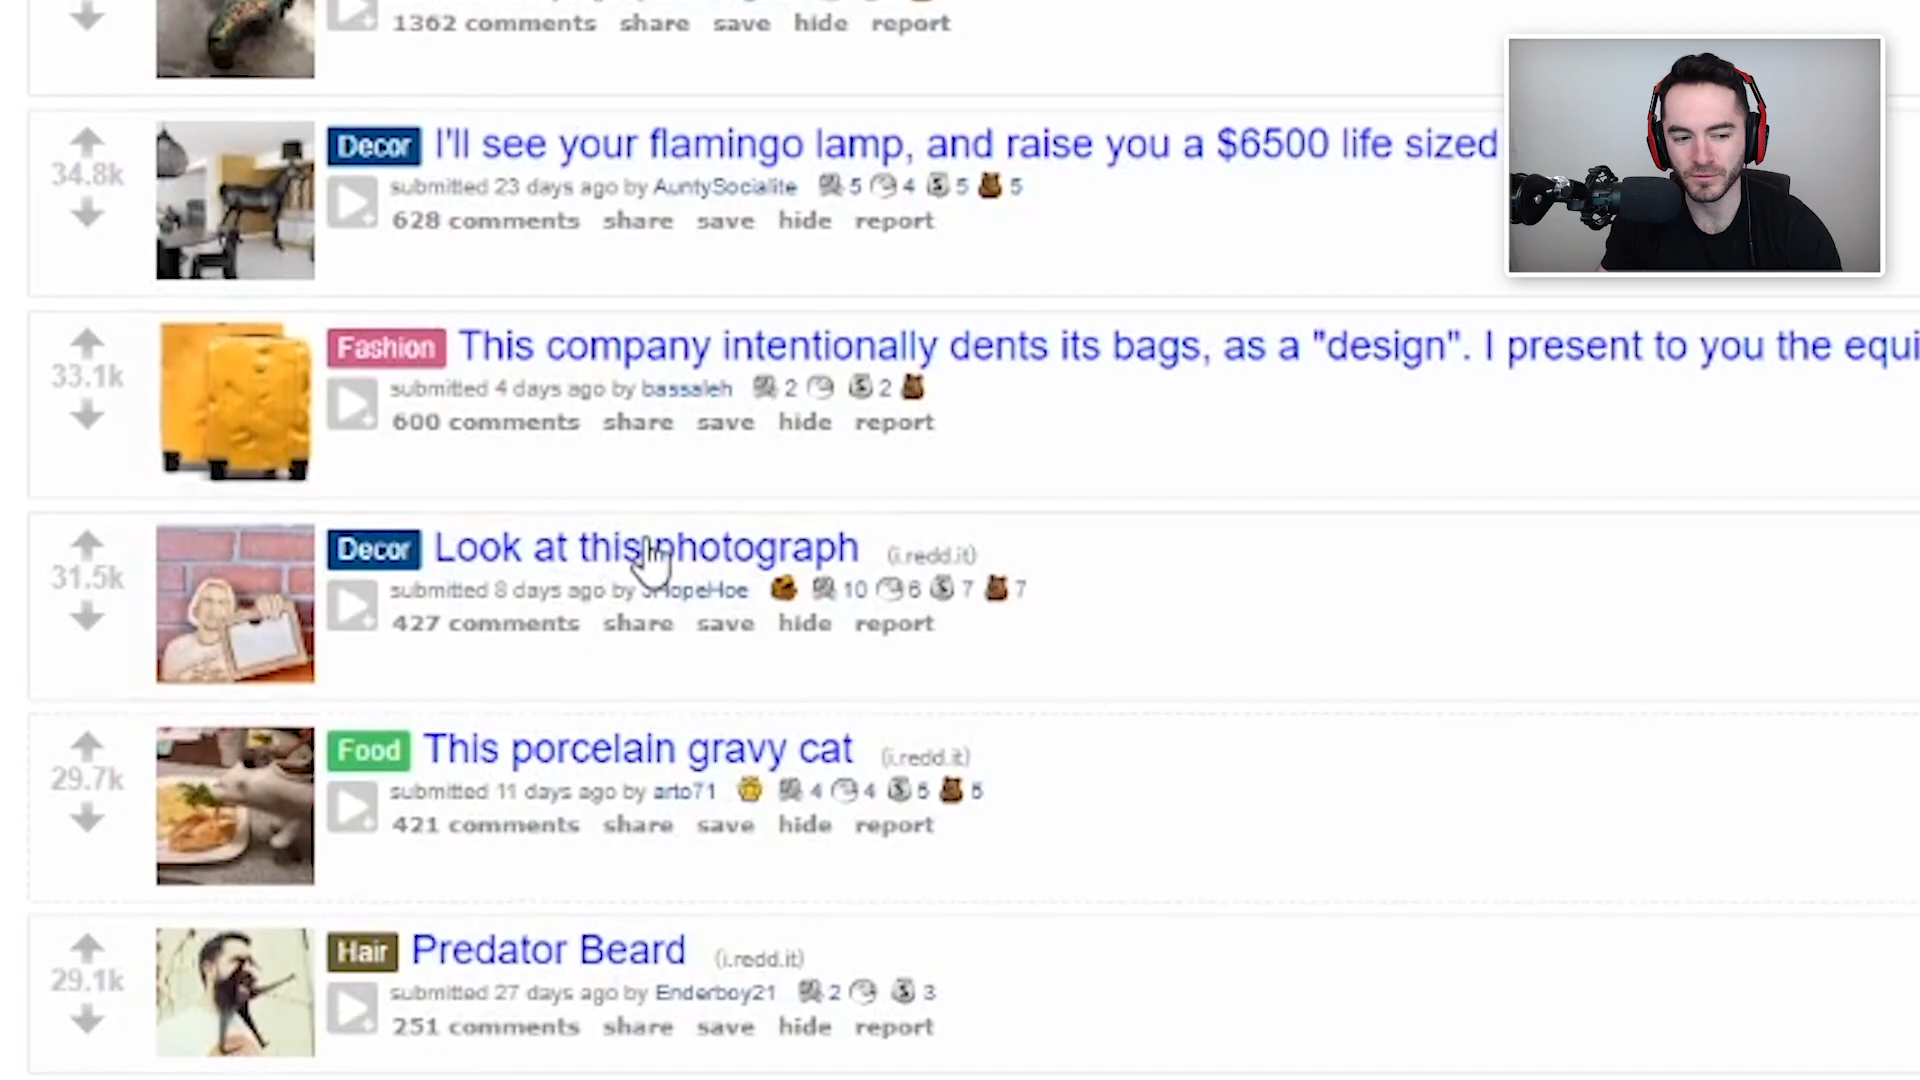 1362 comments share save hide report
34.8k
Decor I'll see your flamingo lamp, and raise you a $6500 life sized
submitted 23 days ago by AuntySocialite 5 4 5 5
628 comments share save hide report
33.1k
Fashion This company intentionally dents its bags, as a "design". I present to you the equi
submitted 4 days ago by bassaleh 2 2
600 comments share save hide report
31.5k
Decor Look at this photograph (i.redd.it)
submitted 8 days ago by JHopeHoe 10 6 7 7
427 comments share save hide report
29.7k
Food This porcelain gravy cat (i.redd.it)
submitted 11 days ago by arto71 4 4 5 5
421 comments share save hide report
29.1k
Hair Predator Beard (i.redd.it)
submitted 27 days ago by Enderboy21 2 3
251 comments share save hide report